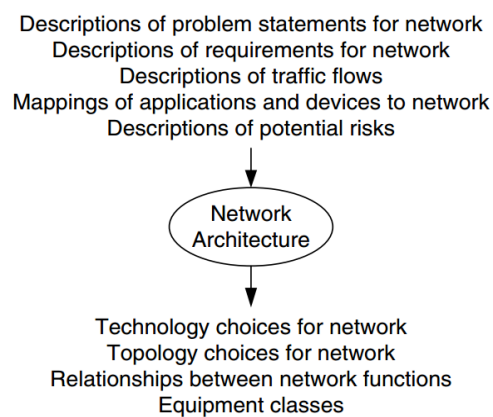 Descriptions of problem statements for network
Descriptions of requirements for network
Descriptions of traffic flows
Mappings of applications and devices to network
Descriptions of potential risks
Network
Architecture
Technology choices for network
Topology choices for network
Relationships between network functions
Equipment classes